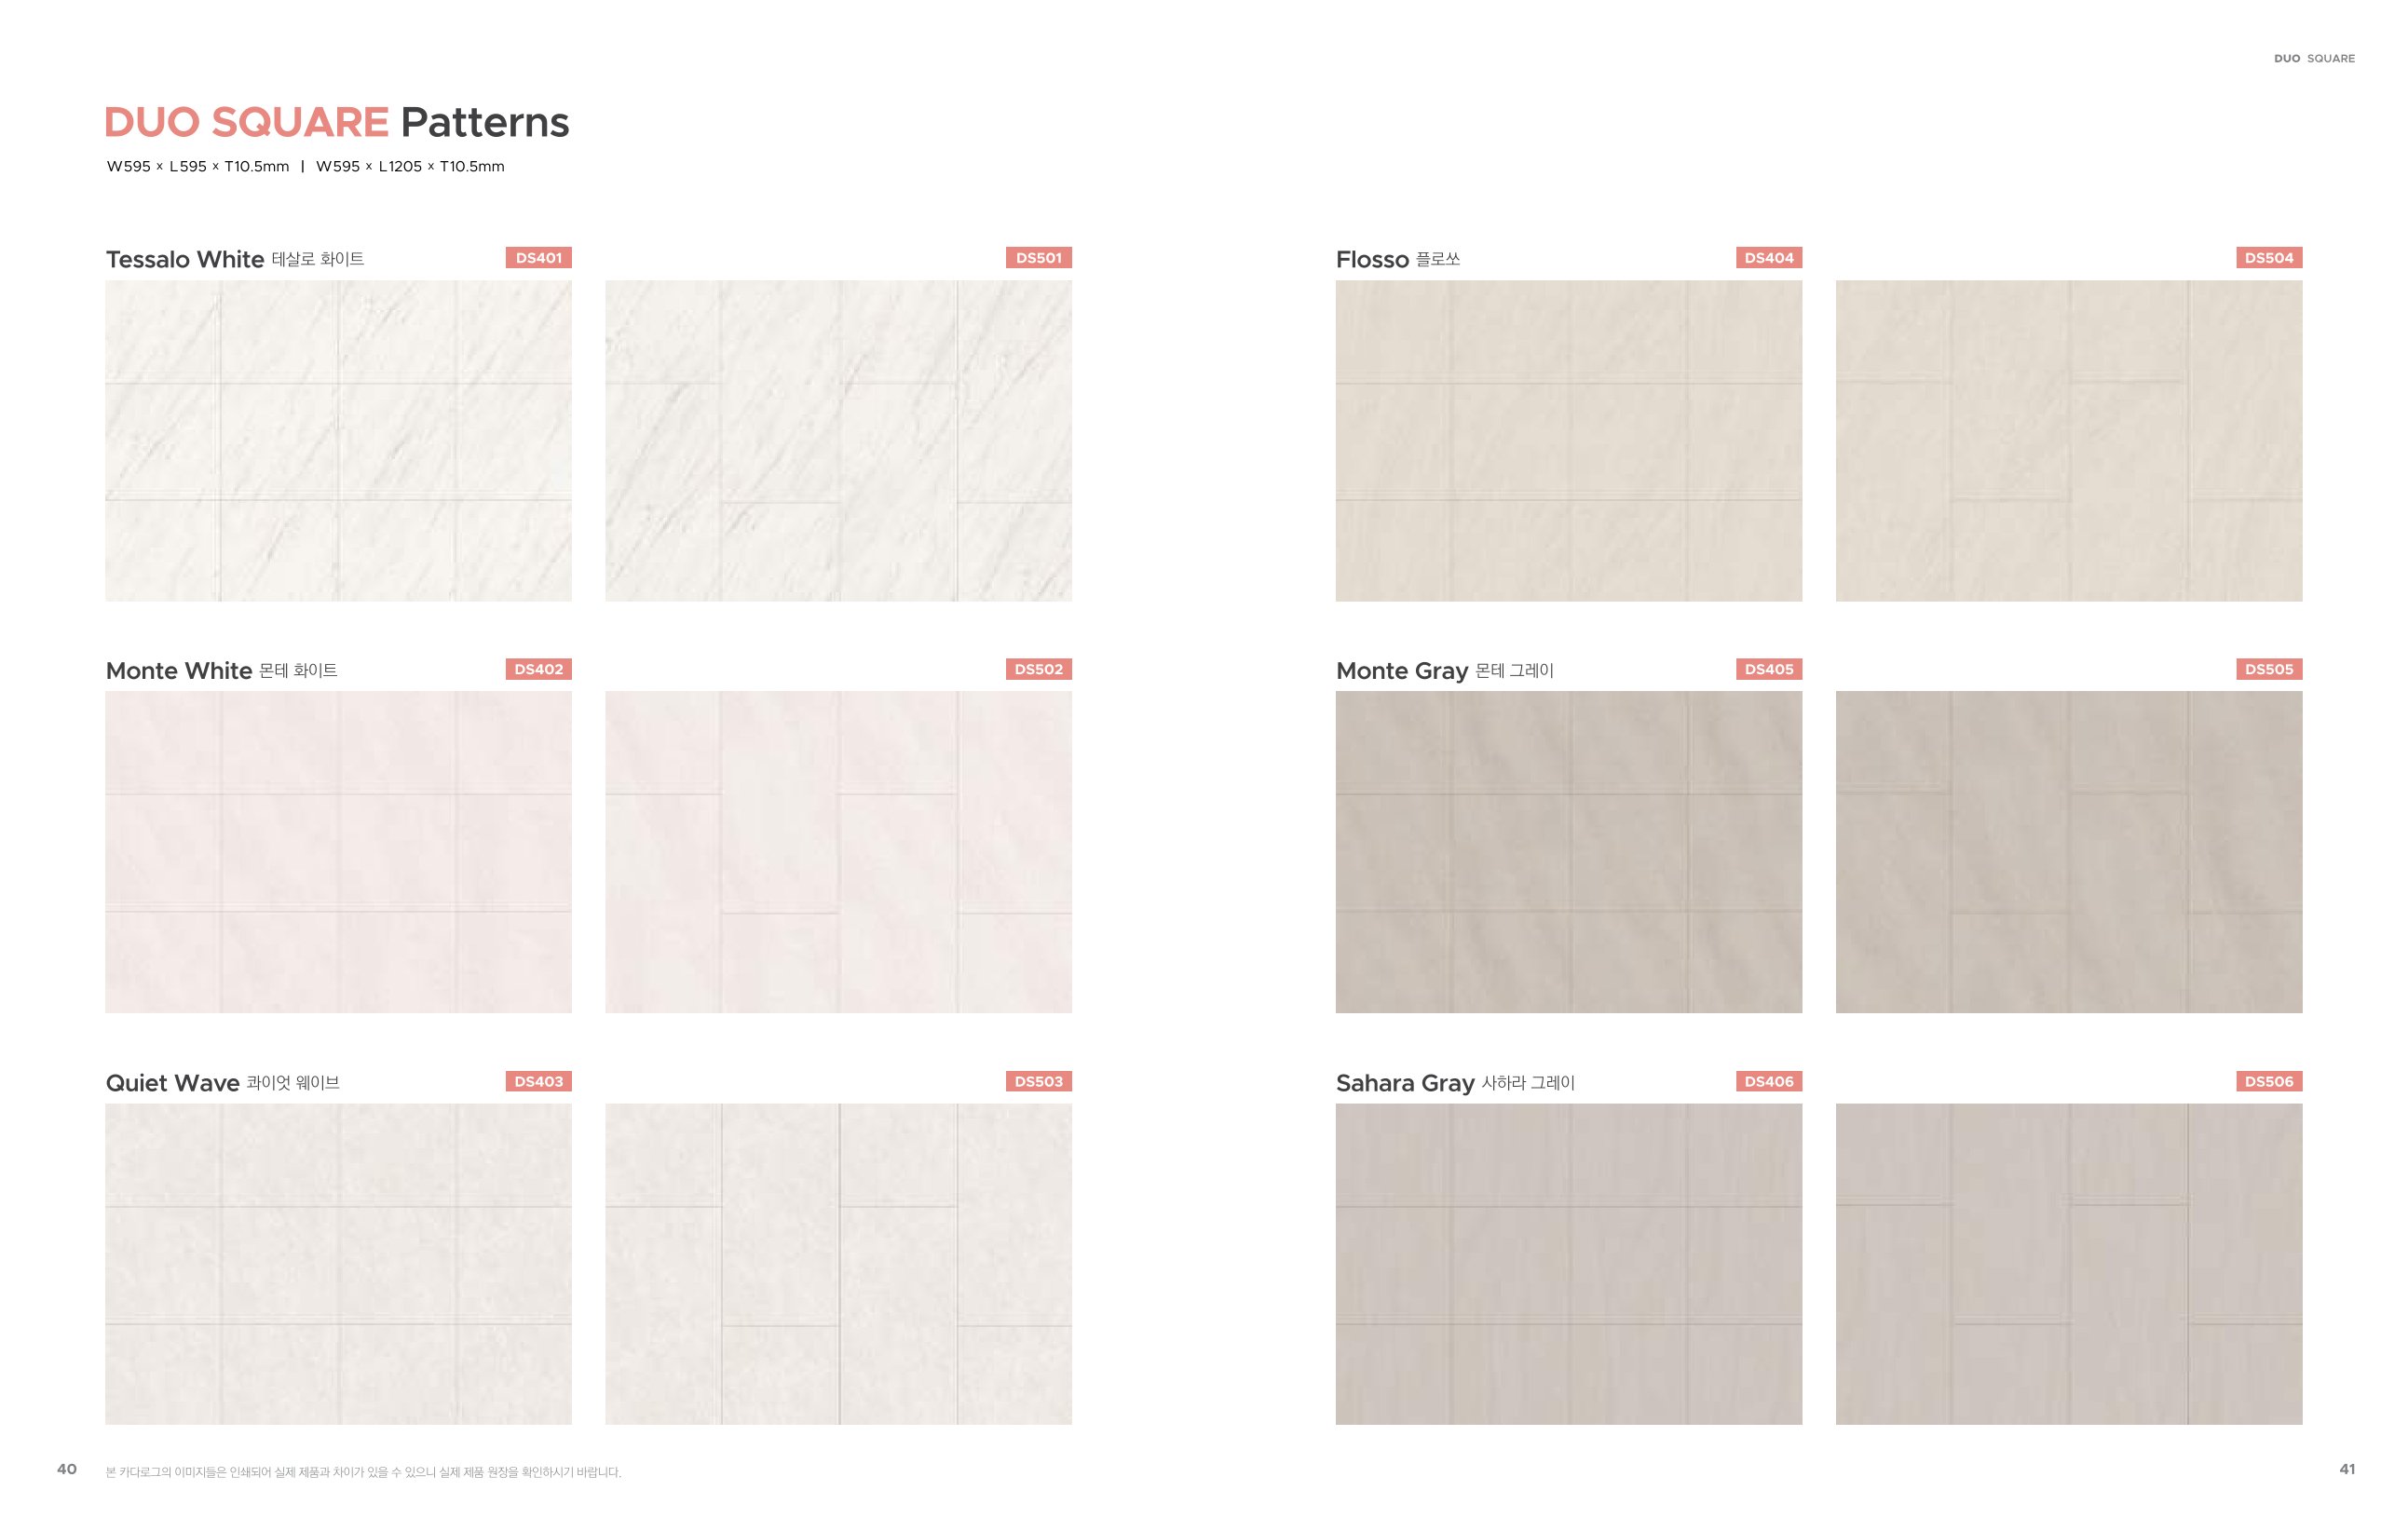 DUO SQUARE
DUO SQUARE Patterns
W595 × L595 × T10.5mm | W595 × L1205 × T10.5mm
Tessalo White 테살로 화이트 DS401 DS501
Monte White 몬테 화이트 DS402 DS502
Quiet Wave 콰이엇 웨이브 DS403 DS503
Flosso 플로쏘 DS404 DS504
Monte Gray 몬테 그레이 DS405 DS505
Sahara Gray 사하라 그레이 DS406 DS506
40 본 카다로그의 이미지들은 인쇄되어 실제 제품과 차이가 있을 수 있으니 실제 제품 원장을 확인하시기 바랍니다.
41